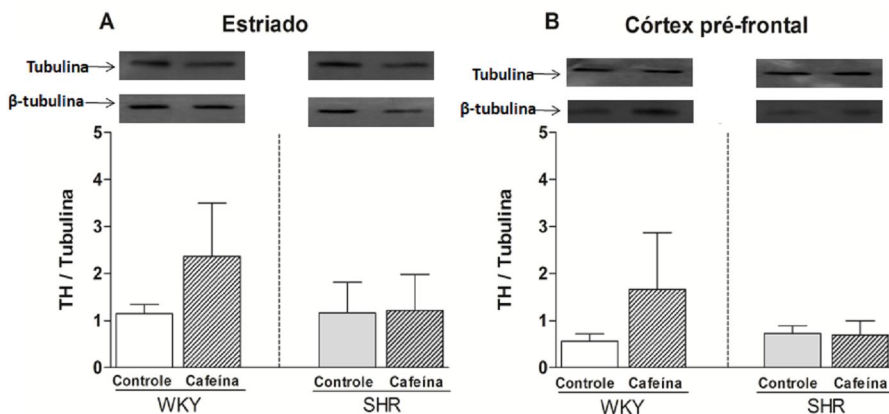 A Estriado
Tubulina
β-tubulina
TH / Tubulina
5
4
3
2
1
0
Controle Cafeína Controle Cafeína
WKY SHR
B Córtex pré-frontal
Tubulina
β-tubulina
TH / Tubulina
5
4
3
2
1
0
Controle Cafeína Controle Cafeína
WKY SHR